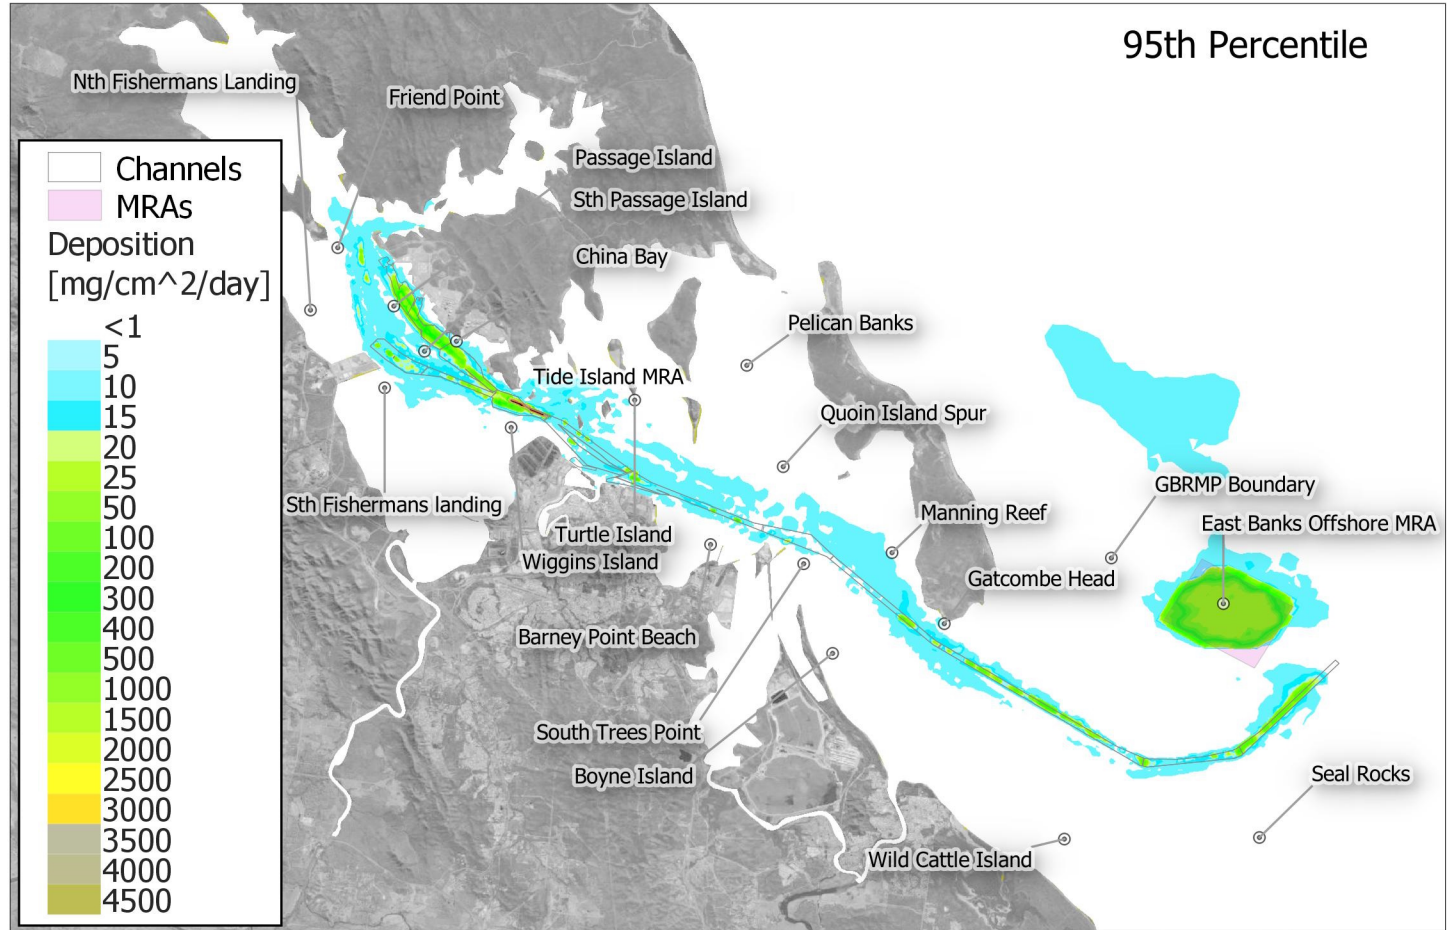 95th Percentile
Nth Fishermans Landing
Friend Point
Channels
MRAs
Deposition
[mg/cm^2/day]
<1
5
10
15
20
25
50
100
200
300
400
500
1000
1500
2000
2500
3000
3500
4000
4500
Passage Island
Sth Passage Island
China Bay
Pelican Banks
Tide Island MRA
Quoin Island Spur
GBRMP Boundary
Sth Fishermans landing
Manning Reef
East Banks Offshore MRA
Turtle Island
Wiggins Island
Gatcombe Head
Barney Point Beach
South Trees Point
Boyne Island
Seal Rocks
Wild Cattle Island